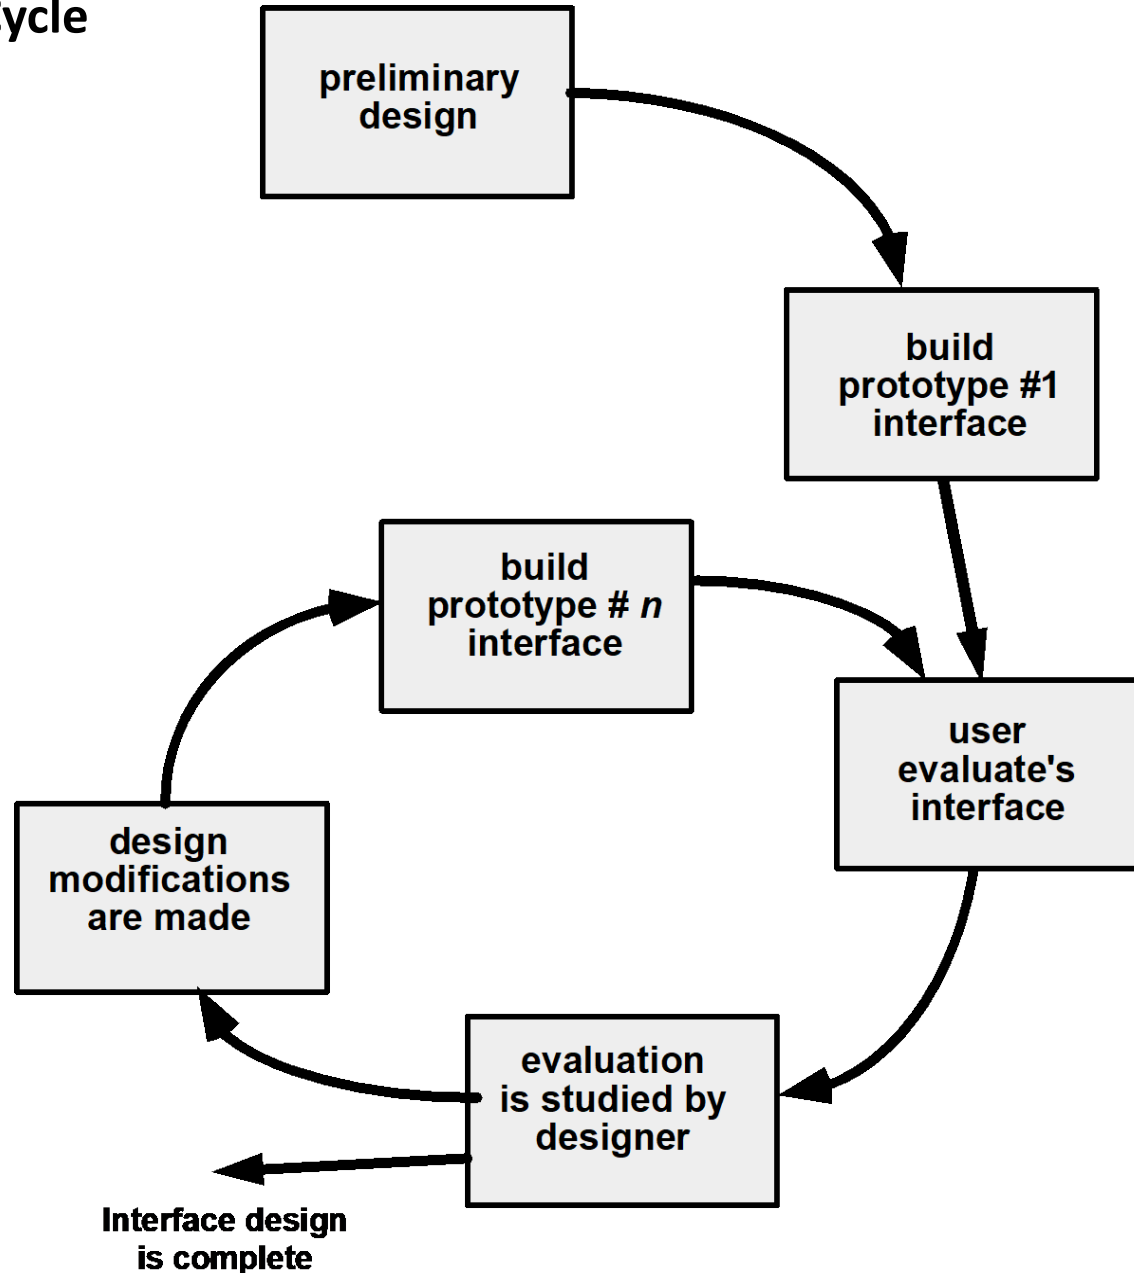 ycle
preliminary
design
build
prototype #1
interface
build
prototype # n
interface
user
evaluate's
interface
design
modifications
are made
evaluation
is studied by
designer
Interface design
is complete